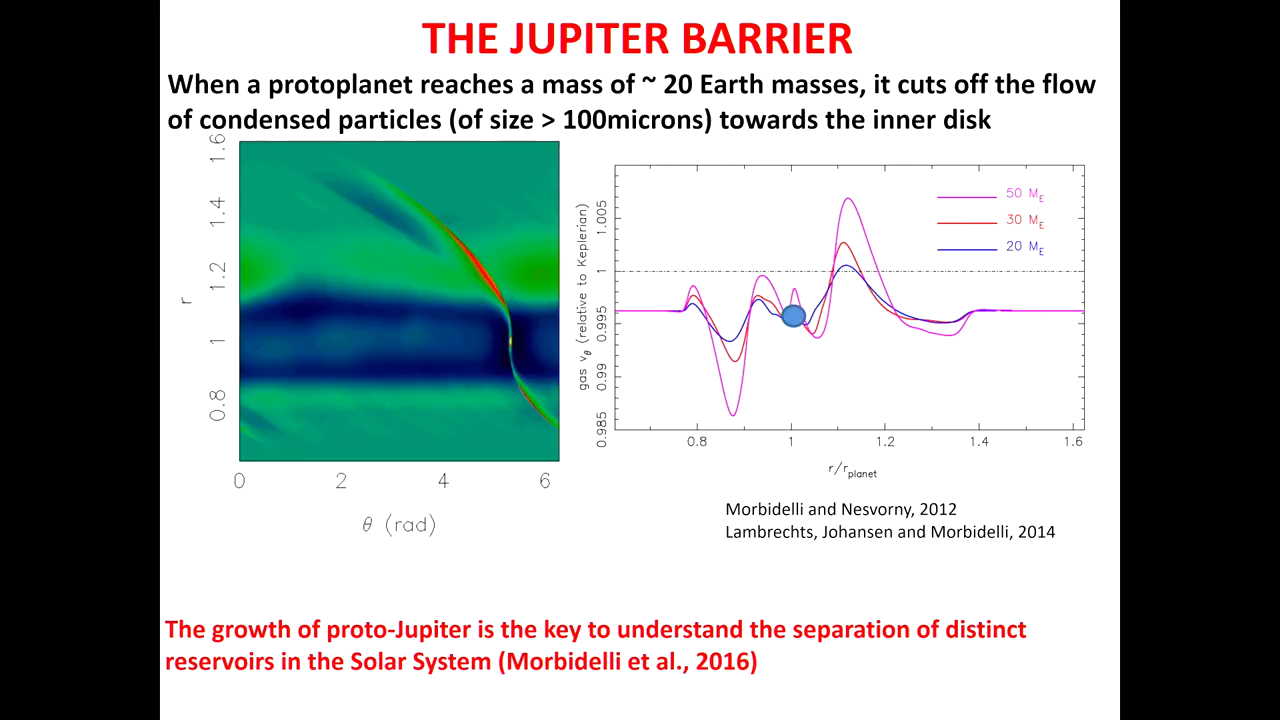 THE JUPITER BARRIER
When a protoplanet reaches a mass of ~ 20 Earth masses, it cuts off the flow
of condensed particles (of size > 100microns) towards the inner disk
1.6
1.4
1.2
1
0.8
r
0 2 4 6
θ (rad)
50 M_E
30 M_E
20 M_E
gas v_θ (relative to Keplerian)
1.005
1
0.995
0.99
0.985
0.8 1 1.2 1.4 1.6
r/r_planet
Morbidelli and Nesvorny, 2012
Lambrechts, Johansen and Morbidelli, 2014
The growth of proto-Jupiter is the key to understand the separation of distinct
reservoirs in the Solar System (Morbidelli et al., 2016)